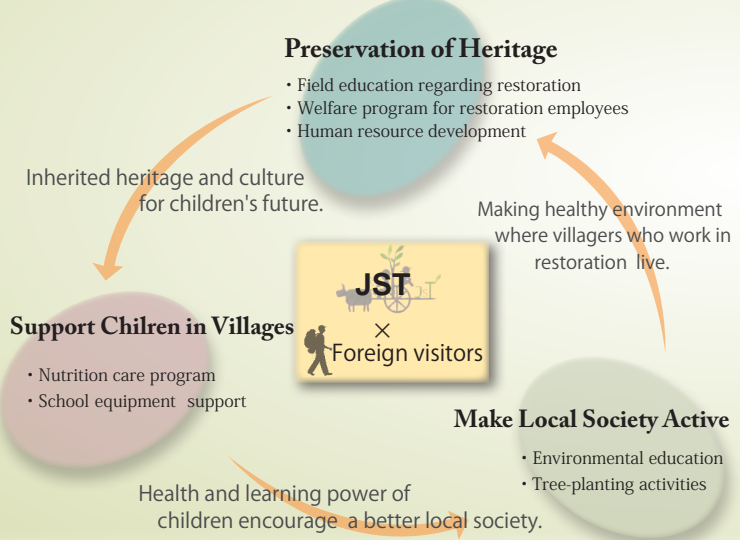 Preservation of Heritage
・Field education regarding restoration
・Welfare program for restoration employees
・Human resource development
Inherited heritage and culture
for children's future.
Making healthy environment
where villagers who work in
restoration live.
JST
×
Foreign visitors
Support Chilren in Villages
・Nutrition care program
・School equipment support
Make Local Society Active
・Environmental education
・Tree-planting activities
Health and learning power of
children encourage a better local society.